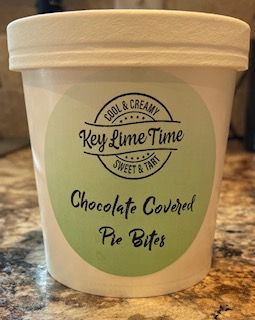 COOL & CREAMY
Key Lime Time
SWEET & TART
Chocolate Covered
Pie Bites